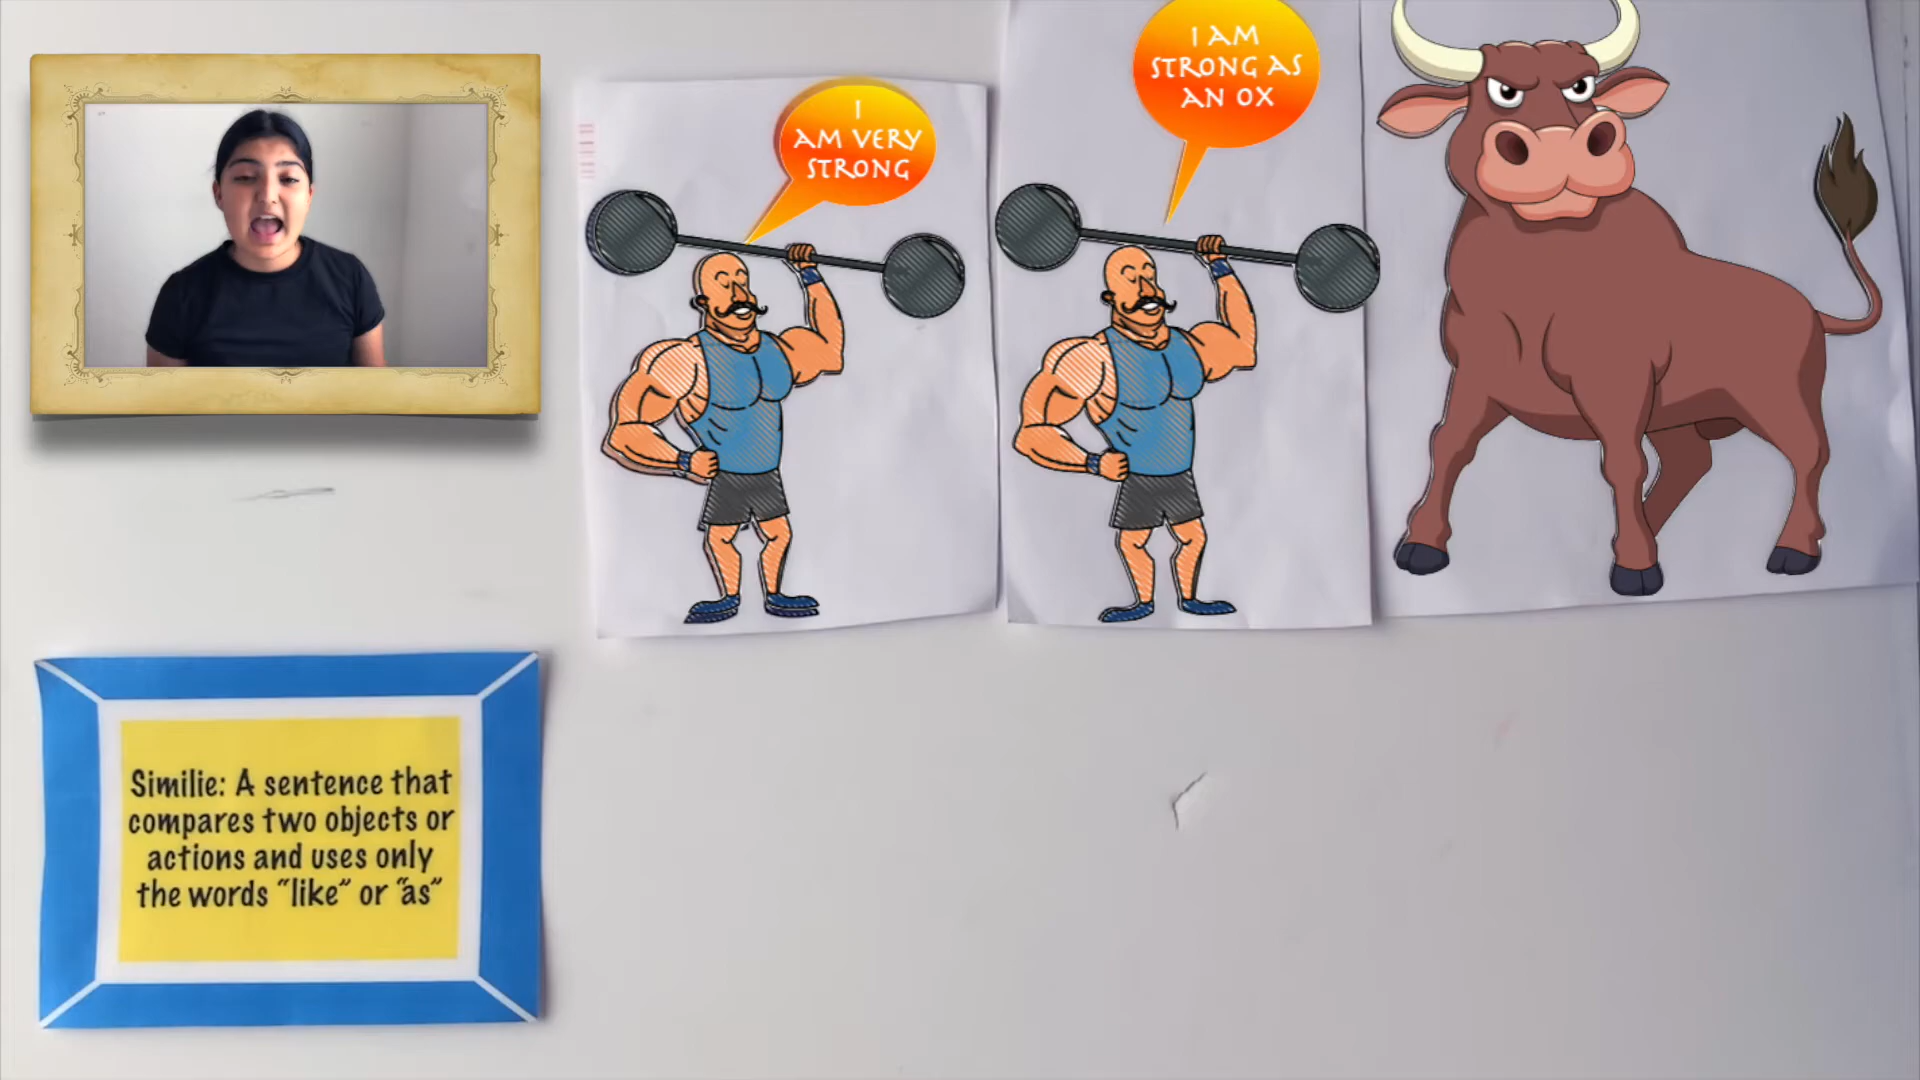 I
AM VERY
STRONG
I AM
STRONG AS
AN OX
Similie: A sentence that
compares two objects or
actions and uses only
the words “like” or “as”